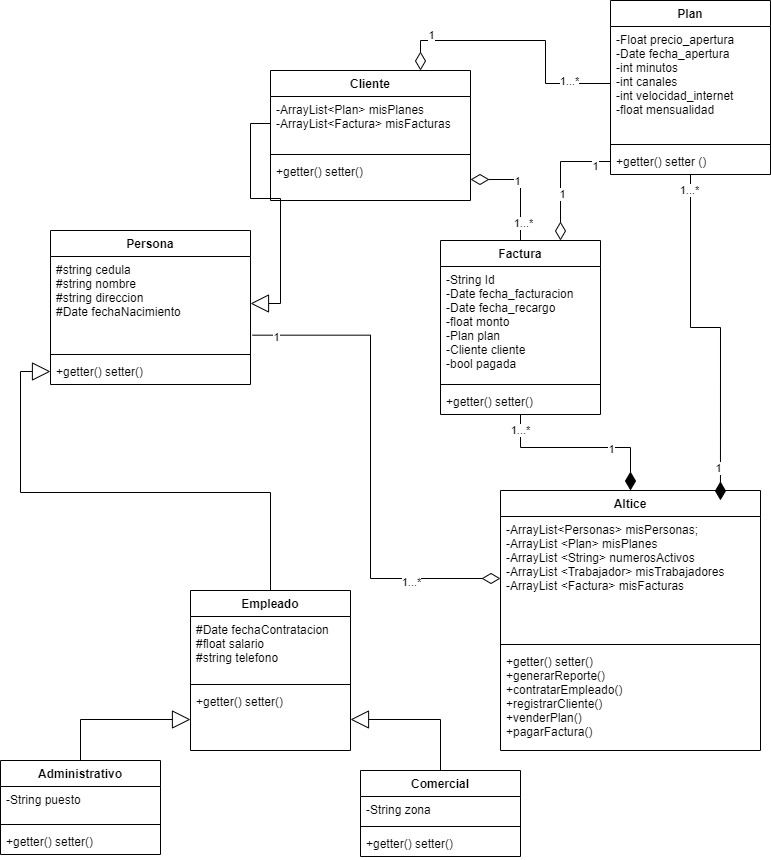 Plan
-Float precio_apertura
-Date fecha_apertura
-int minutos
-int canales
-int velocidad_internet
-float mensualidad
+getter() setter ()
1
1...*
Cliente
-ArrayList<Plan> misPlanes
-ArrayList<Factura> misFacturas
+getter() setter()
1
1...*
1
1
1...*
Persona
#string cedula
#string nombre
#string direccion
#Date fechaNacimiento
+getter() setter()
1
Factura
-String Id
-Date fecha_facturacion
-Date fecha_recargo
-float monto
-Plan plan
-Cliente cliente
-bool pagada
+getter() setter()
1...*
1
1
Altice
-ArrayList<Personas> misPersonas;
-ArrayList <Plan> misPlanes
-ArrayList <String> numerosActivos
-ArrayList <Trabajador> misTrabajadores
-ArrayList <Factura> misFacturas
+getter() setter()
+generarReporte()
+contratarEmpleado()
+registrarCliente()
+venderPlan()
+pagarFactura()
1...*
Empleado
#Date fechaContratacion
#float salario
#string telefono
+getter() setter()
Administrativo
-String puesto
+getter() setter()
Comercial
-String zona
+getter() setter()